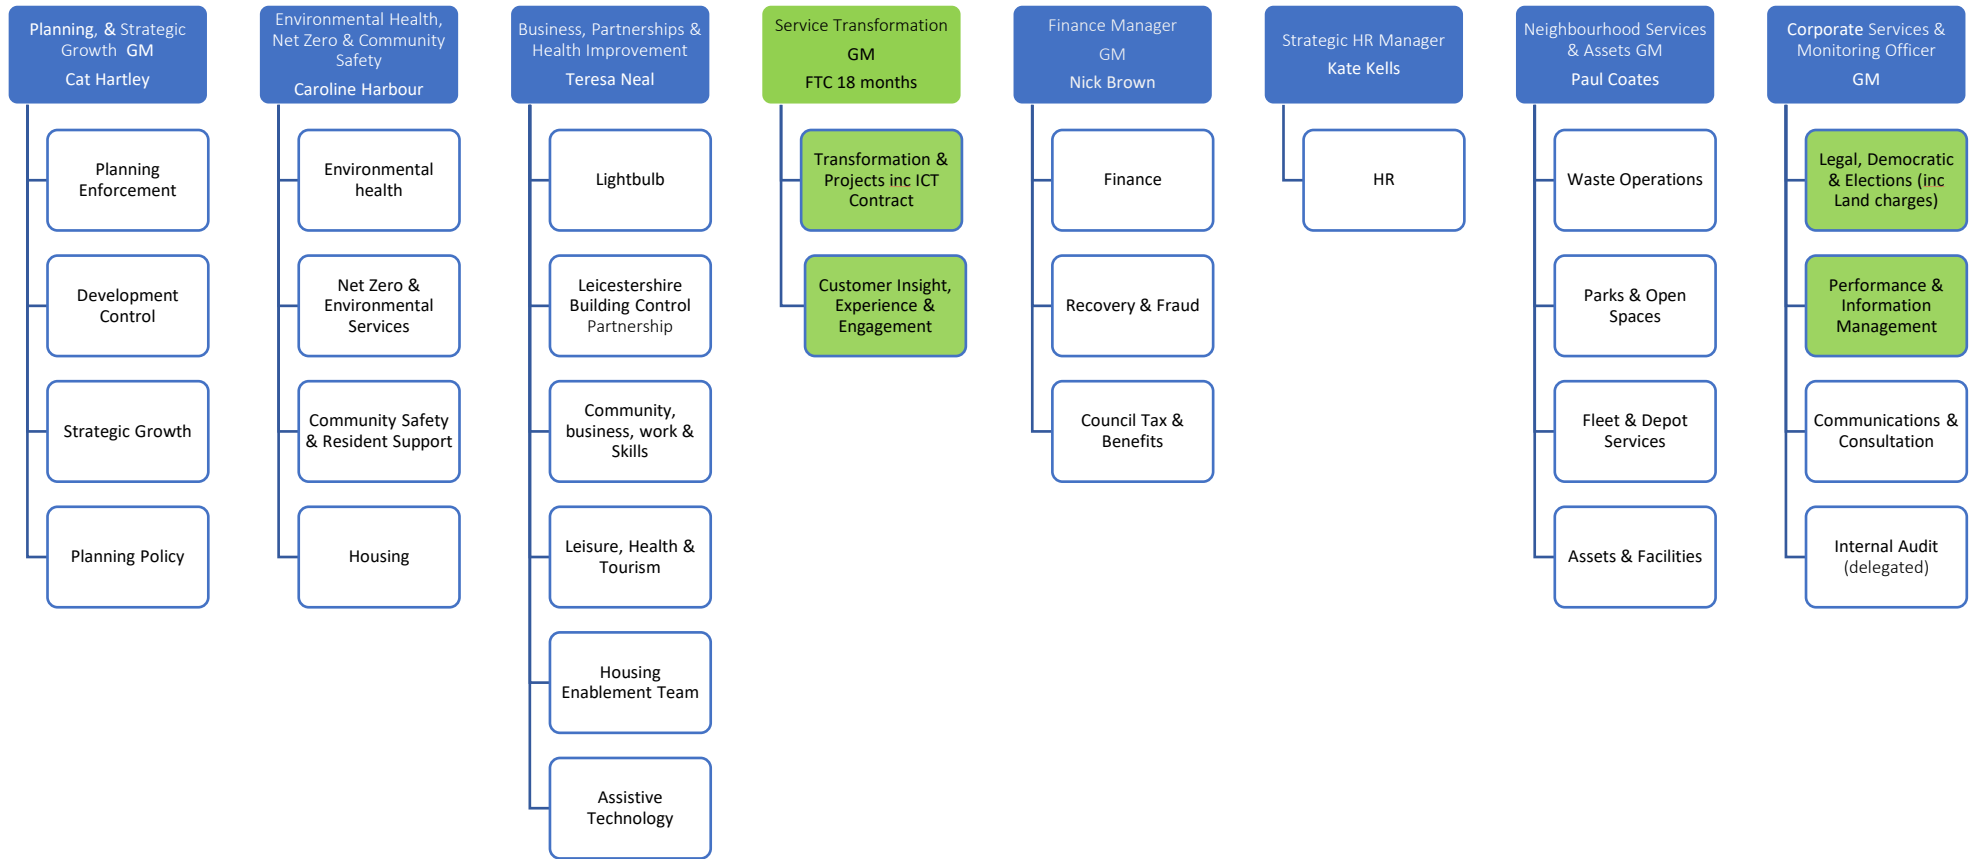 Planning, & Strategic
Growth GM
Cat Hartley
Planning
Enforcement
Development
Control
Strategic Growth
Planning Policy
Environmental Health,
Net Zero & Community
Safety
Caroline Harbour
Environmental
health
Net Zero &
Environmental
Services
Community Safety
& Resident Support
Housing
Business, Partnerships &
Health Improvement
Teresa Neal
Lightbulb
Leicestershire
Building Control
Partnership
Community,
business, work &
Skills
Leisure, Health &
Tourism
Housing
Enablement Team
Assistive
Technology
Service Transformation
GM
FTC 18 months
Transformation &
Projects inc ICT
Contract
Customer Insight,
Experience &
Engagement
Finance Manager
GM
Nick Brown
Finance
Recovery & Fraud
Council Tax &
Benefits
Strategic HR Manager
Kate Kells
HR
Neighbourhood Services
& Assets GM
Paul Coates
Waste Operations
Parks & Open
Spaces
Fleet & Depot
Services
Assets & Facilities
Corporate Services &
Monitoring Officer
GM
Legal, Democratic
& Elections (inc
Land charges)
Performance &
Information
Management
Communications &
Consultation
Internal Audit
(delegated)